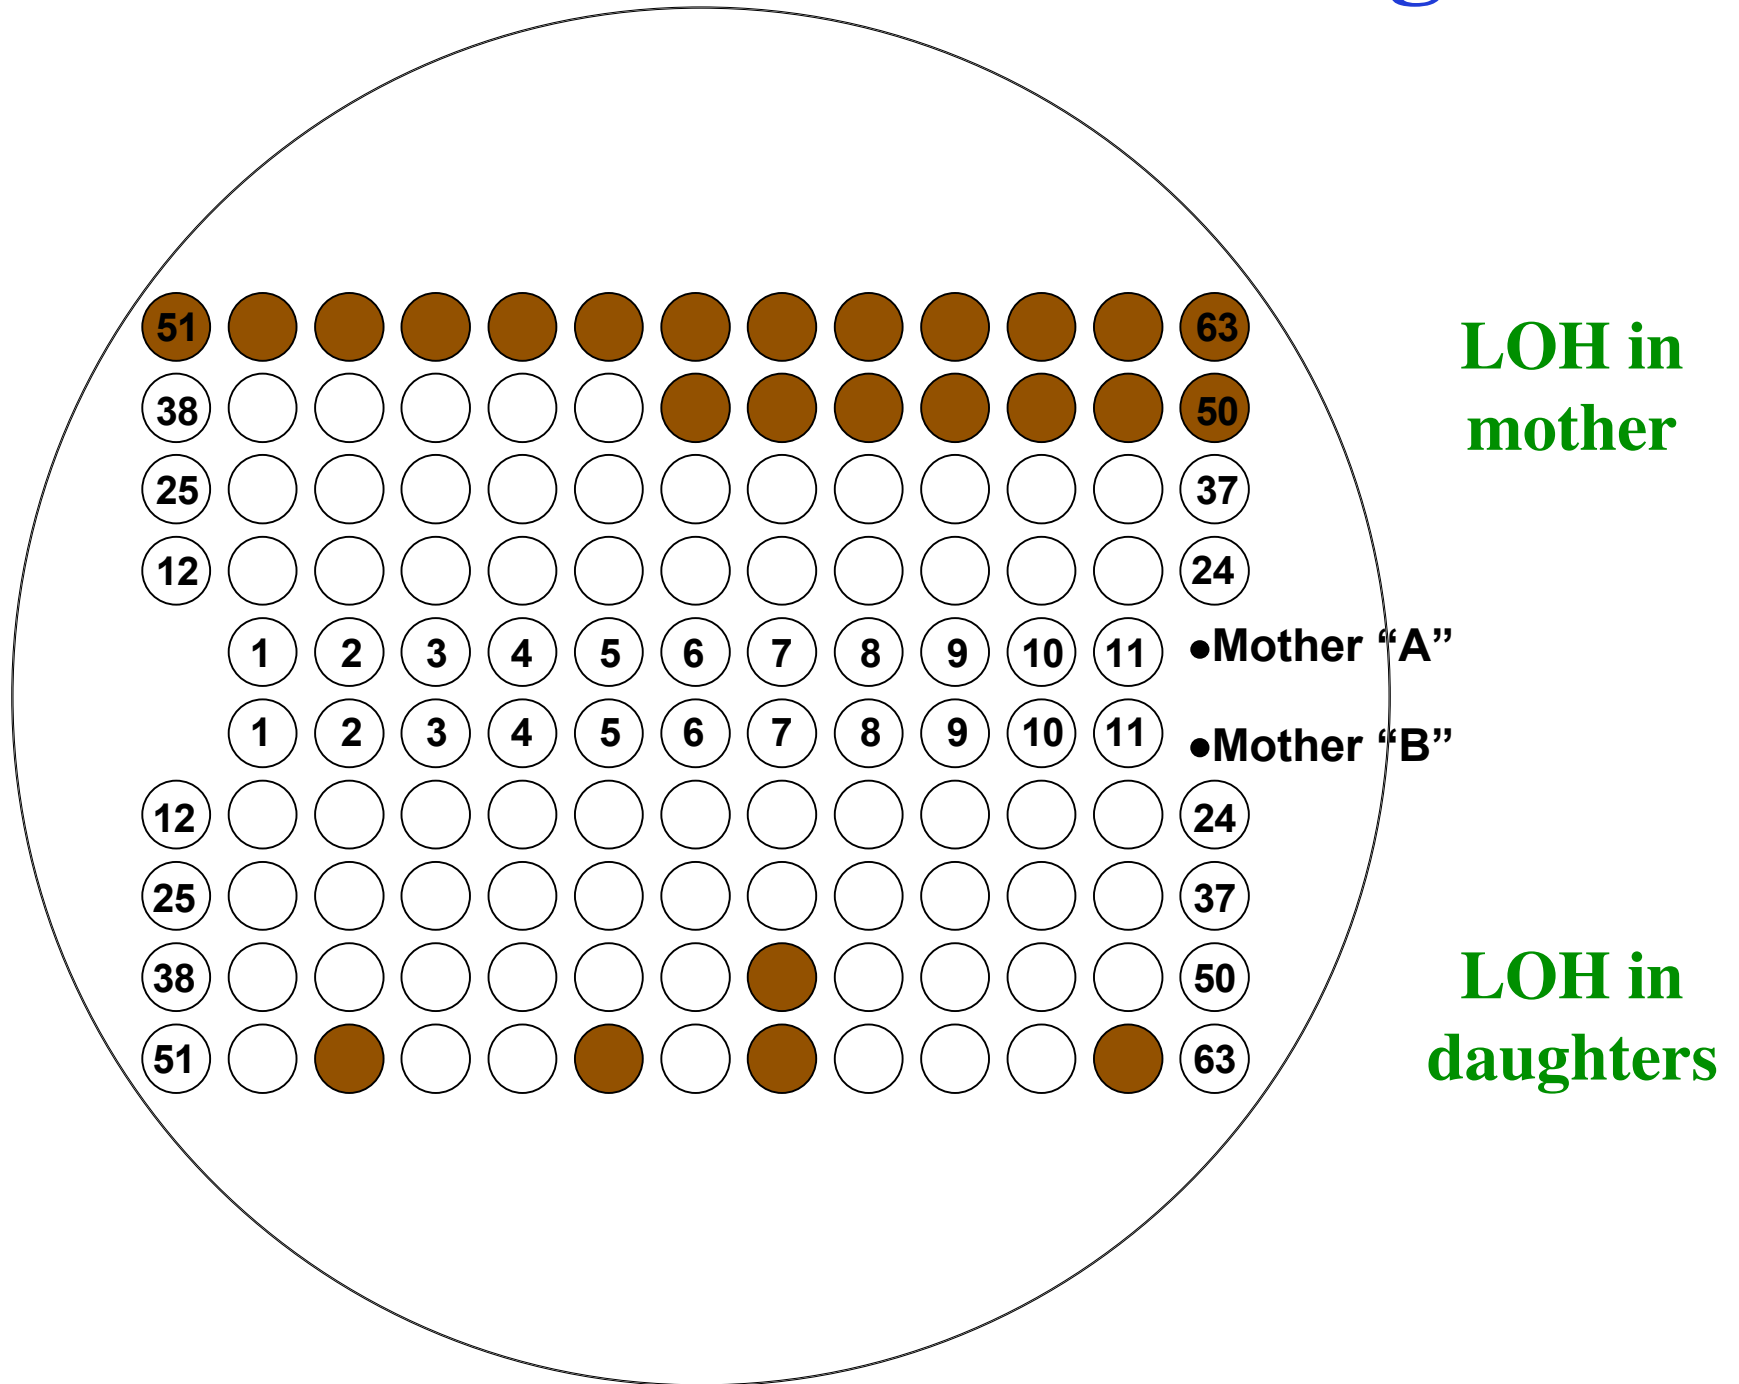 51 63
38 50
25 37
12 24
1 2 3 4 5 6 7 8 9 10 11 •Mother “A”
1 2 3 4 5 6 7 8 9 10 11 •Mother “B”
12 24
25 37
38 50
51 63
LOH in
mother
LOH in
daughters